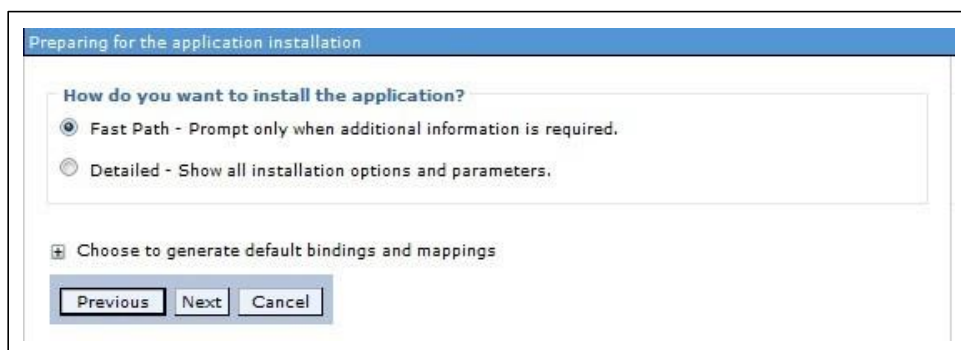 Preparing for the application installation
How do you want to install the application?
Fast Path - Prompt only when additional information is required.
Detailed - Show all installation options and parameters.
Choose to generate default bindings and mappings
Previous Next Cancel